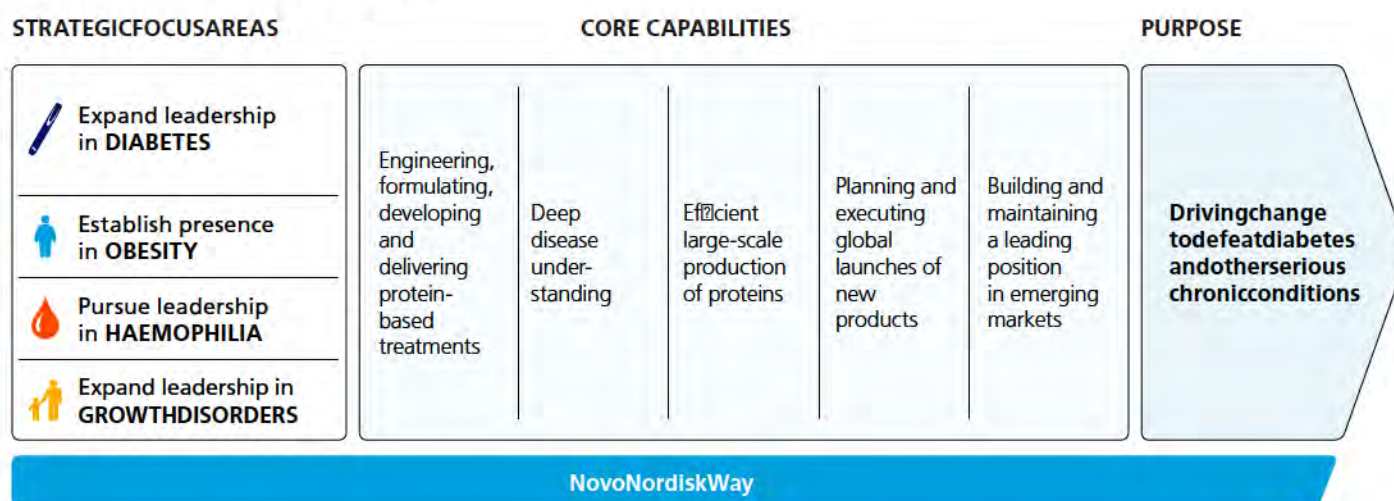 STRATEGICFOCUSAREAS
Expand leadership
in DIABETES
Establish presence
in OBESITY
Pursue leadership
in HAEMOPHILIA
Expand leadership in
GROWTHDISORDERS
CORE CAPABILITIES
Engineering,
formulating,
developing
and
delivering
protein-
based
treatments
Deep
disease
under-
standing
Ef⍰cient
large-scale
production
of proteins
Planning and
executing
global
launches of
new
products
Building and
maintaining
a leading
position
in emerging
markets
PURPOSE
Drivingchange
todefeatdiabetes
andotherserious
chronicconditions
NovoNordiskWay